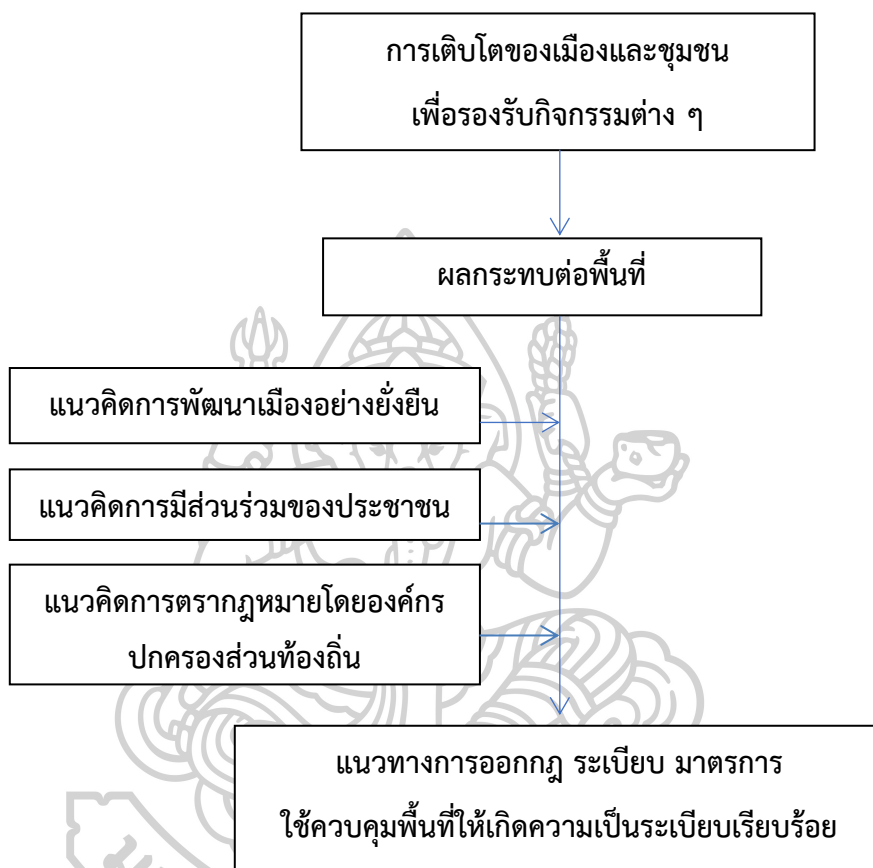 การเติบโตของเมืองและชุมชน
เพื่อรองรับกิจกรรมต่าง ๆ
ผลกระทบต่อพื้นที่
แนวคิดการพัฒนาเมืองอย่างยั่งยืน
แนวคิดการมีส่วนร่วมของประชาชน
แนวคิดการตรากฎหมายโดยองค์กร
ปกครองส่วนท้องถิ่น
แนวทางการออกกฎ ระเบียบ มาตรการ
ใช้ควบคุมพื้นที่ให้เกิดความเป็นระเบียบเรียบร้อย